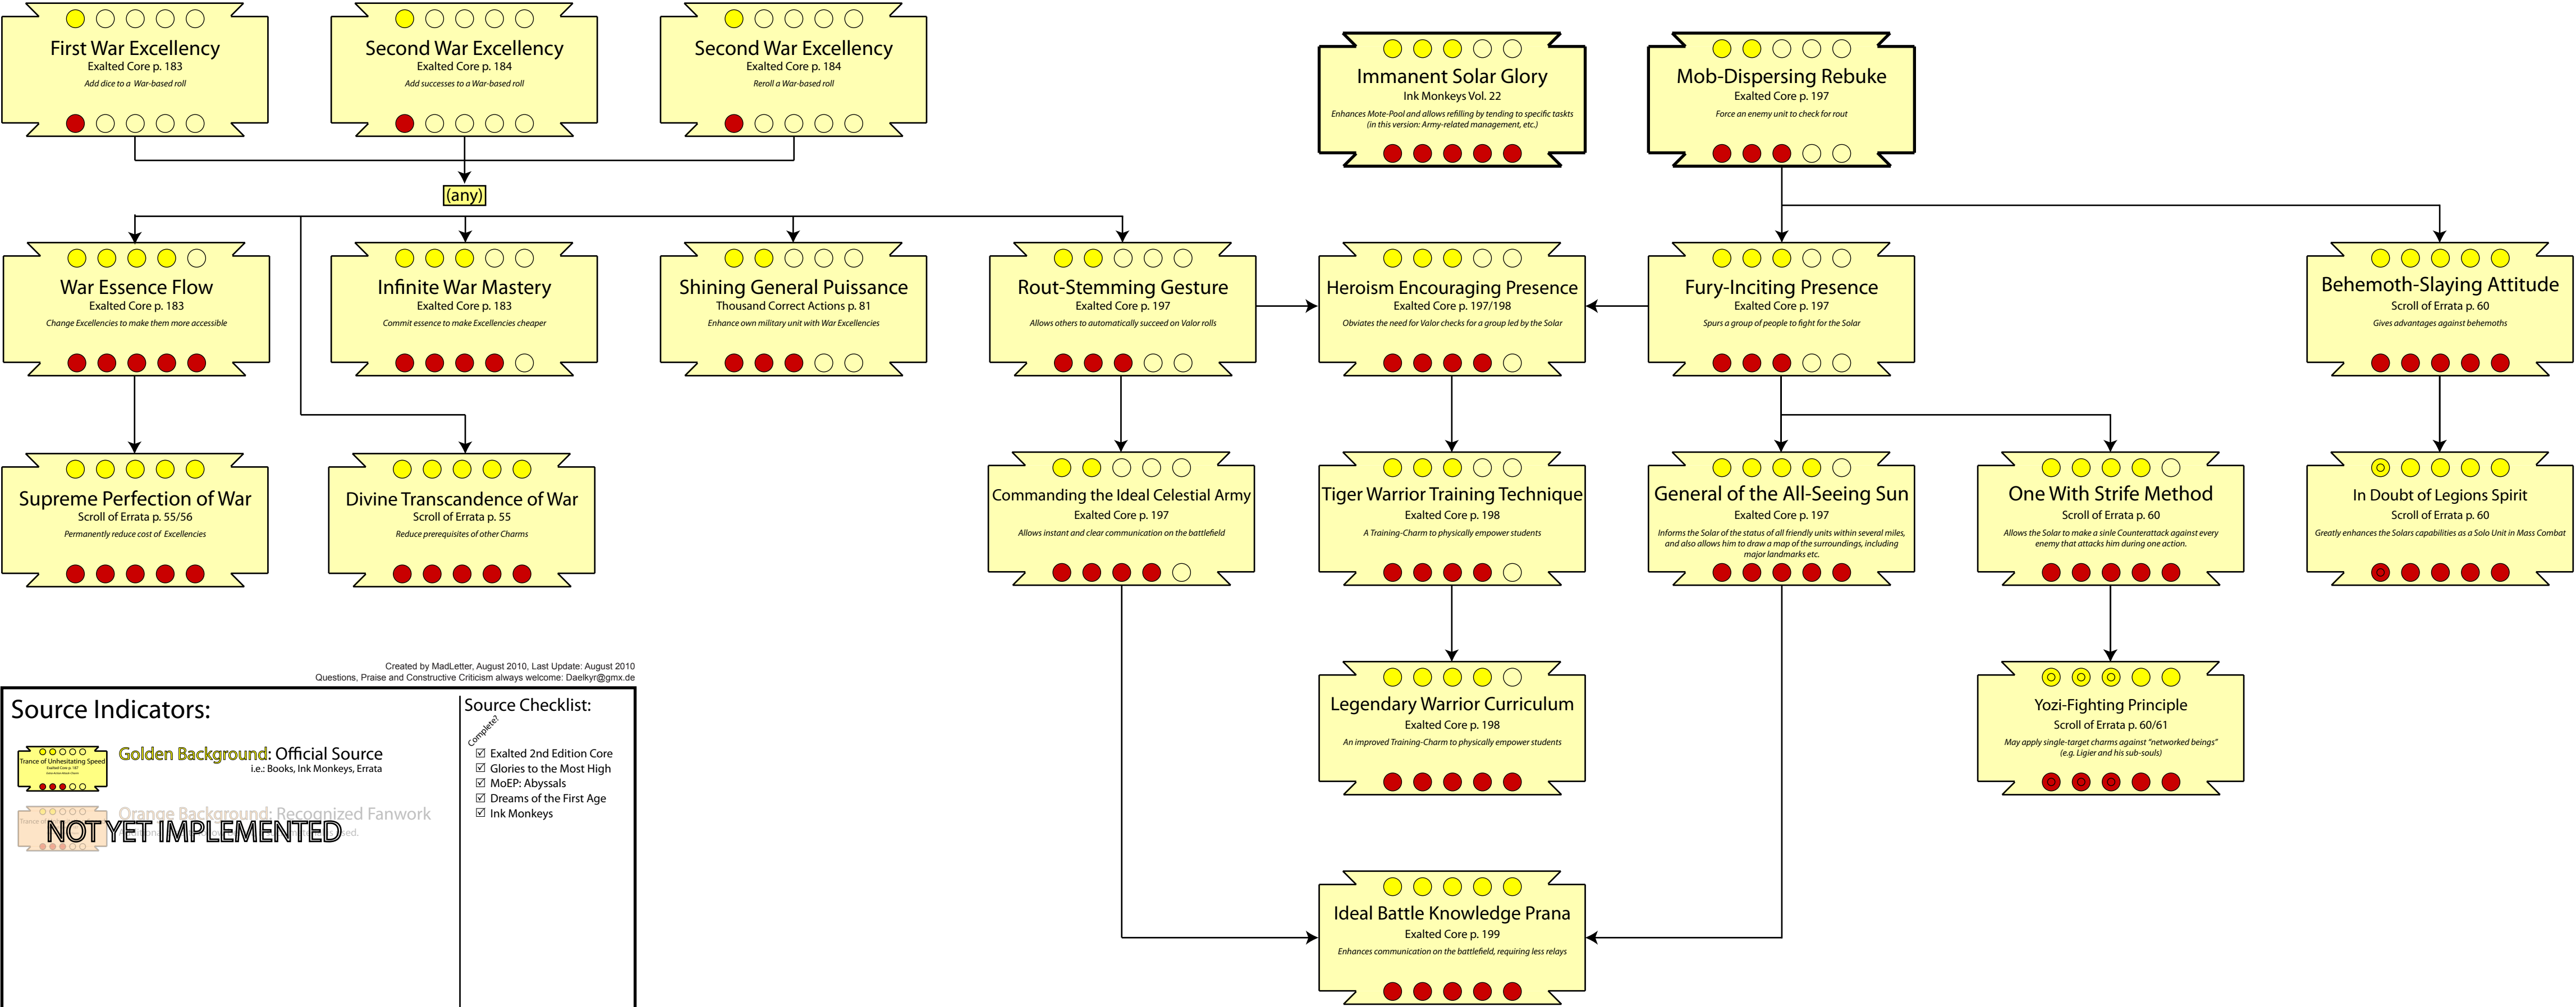 First War Excellency
Exalted Core p. 183
Add dice to a War-based roll
Second War Excellency
Exalted Core p. 184
Add successes to a War-based roll
Second War Excellency
Exalted Core p. 184
Reroll a War-based roll
Immanent Solar Glory
Ink Monkeys Vol. 22
Enhances Mote-Pool and allows refilling by tending to specific taskts
(in this version: Army-related management, etc.)
Mob-Dispersing Rebuke
Exalted Core p. 197
Force an enemy unit to check for rout
(any)
War Essence Flow
Exalted Core p. 183
Change Excellencies to make them more accessible
Infinite War Mastery
Exalted Core p. 183
Commit essence to make Excellencies cheaper
Shining General Puissance
Thousand Correct Actions p. 81
Enhance own military unit with War Excellencies
Rout-Stemming Gesture
Exalted Core p. 197
Allows others to automatically succeed on Valor rolls
Heroism Encouraging Presence
Exalted Core p. 197/198
Obviates the need for Valor checks for a group led by the Solar
Fury-Inciting Presence
Exalted Core p. 197
Spurs a group of people to fight for the Solar
Behemoth-Slaying Attitude
Scroll of Errata p. 60
Gives advantages against behemoths
Supreme Perfection of War
Scroll of Errata p. 55/56
Permanently reduce cost of Excellencies
Divine Transcandence of War
Scroll of Errata p. 55
Reduce prerequisites of other Charms
Commanding the Ideal Celestial Army
Exalted Core p. 197
Allows instant and clear communication on the battlefield
Tiger Warrior Training Technique
Exalted Core p. 198
A Training-Charm to physically empower students
General of the All-Seeing Sun
Exalted Core p. 197
Informs the Solar of the status of all friendly units within several miles,
and also allows him to draw a map of the surroundings, including
major landmarks etc.
One With Strife Method
Scroll of Errata p. 60
Allows the Solar to make a sinle Counterattack against every
enemy that attacks him during one action.
In Doubt of Legions Spirit
Scroll of Errata p. 60
Greatly enhances the Solars capabilities as a Solo Unit in Mass Combat
Legendary Warrior Curriculum
Exalted Core p. 198
An improved Training-Charm to physically empower students
Yozi-Fighting Principle
Scroll of Errata p. 60/61
May apply single-target charms against "networked beings"
(e.g. Ligier and his sub-souls)
Ideal Battle Knowledge Prana
Exalted Core p. 199
Enhances communication on the battlefield, requiring less relays
Created by MadLetter, August 2010, Last Update: August 2010
Questions, Praise and Constructive Criticism always welcome: Daelkyr@gmx.de
Source Indicators:
Trance of Unhesitating Speed
Exalted Core p. 187
Golden Background: Official Source
i.e.: Books, Ink Monkeys, Errata
Orange Background: Recognized Fanwork
NOT YET IMPLEMENTED
Source Checklist:
Complete?
Exalted 2nd Edition Core
Glories to the Most High
MoEP: Abyssals
Dreams of the First Age
Ink Monkeys